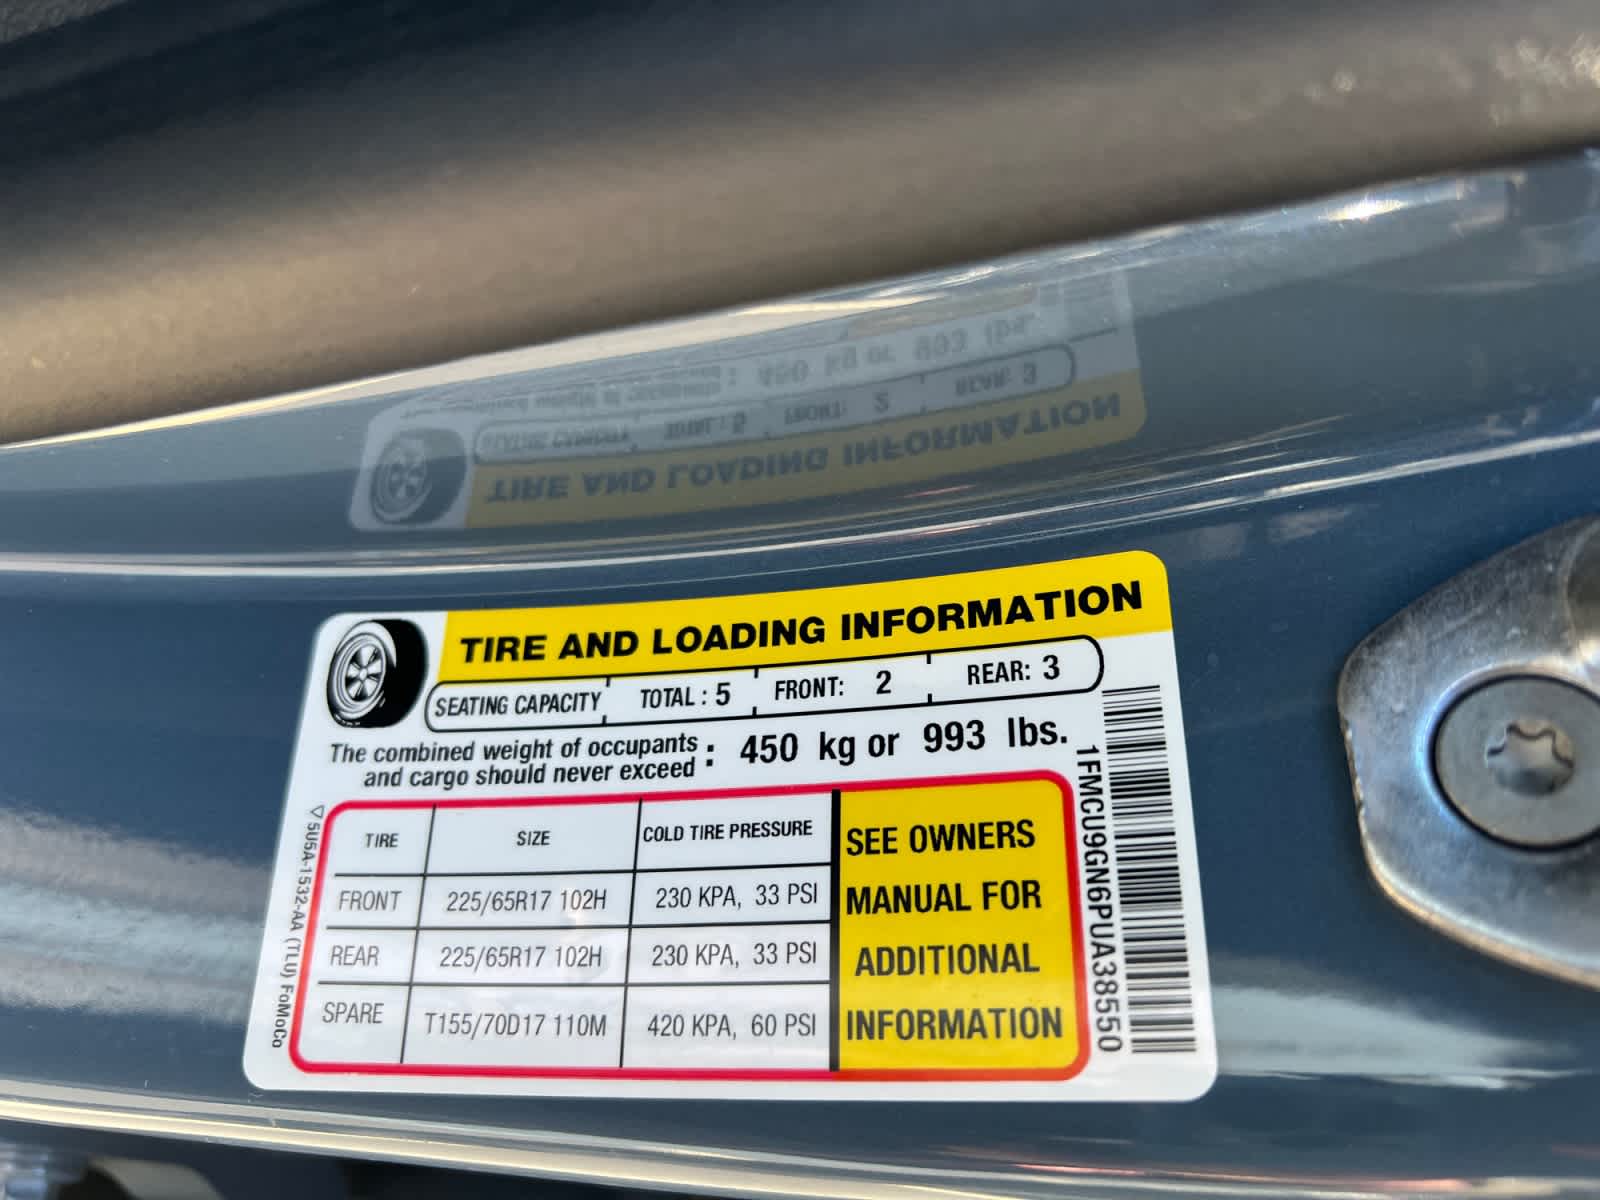 TIRE AND LOADING INFORMATION
SEATING CAPACITY TOTAL : 5 FRONT: 2 REAR: 3
The combined weight of occupants
and cargo should never exceed : 450 kg or 993 lbs.
TIRE SIZE COLD TIRE PRESSURE
FRONT 225/65R17 102H 230 KPA, 33 PSI
REAR 225/65R17 102H 230 KPA, 33 PSI
SPARE T155/70D17 110M 420 KPA, 60 PSI
SEE OWNERS
MANUAL FOR
ADDITIONAL
INFORMATION
1FMCU9GN6PUA38550
5U5A-1532-AA (TLU) FoMoCo